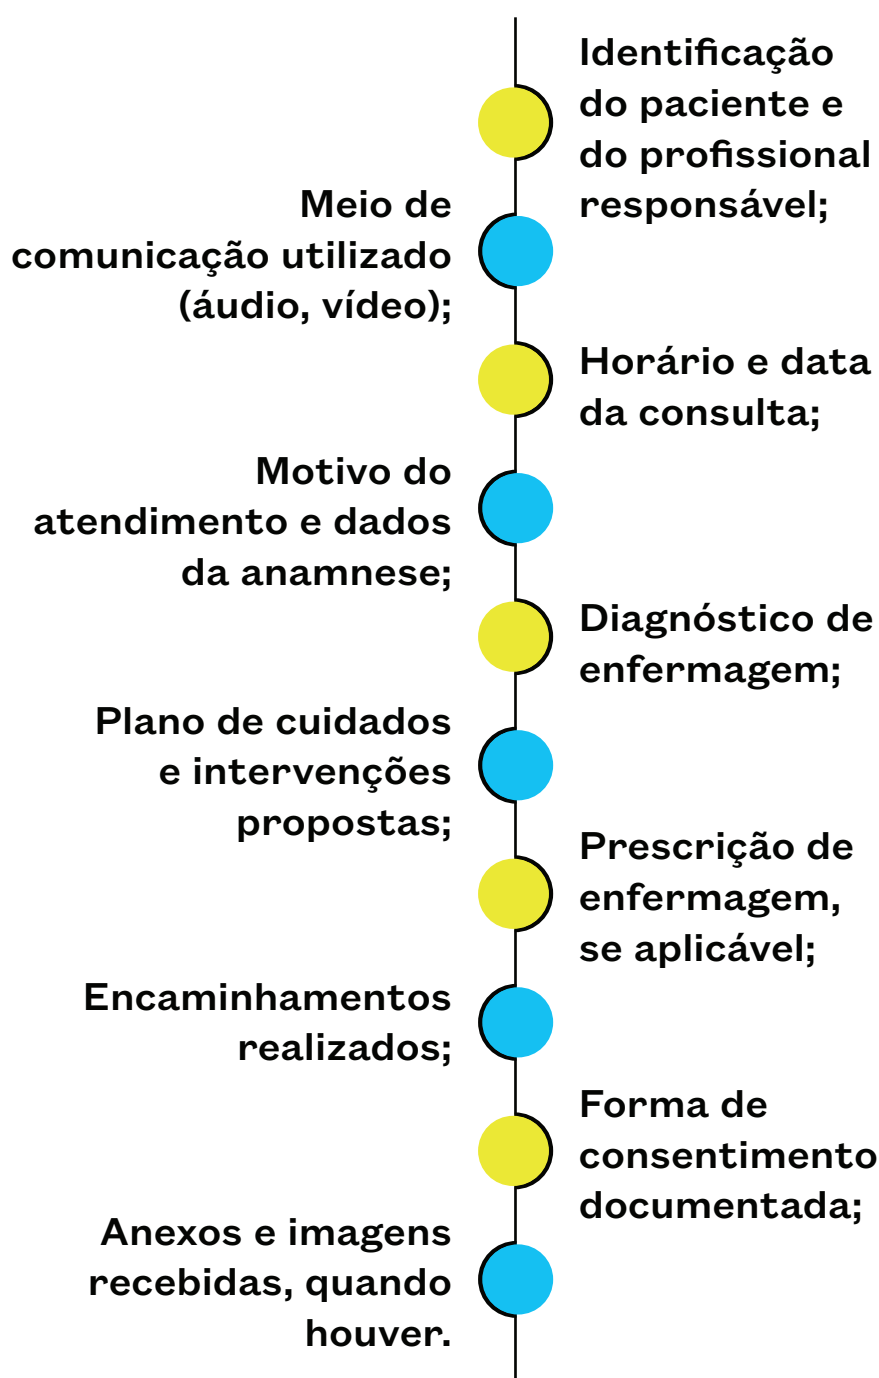 Identificação
do paciente e
do profissional
responsável;
Meio de
comunicação utilizado
(áudio, vídeo);
Horário e data
da consulta;
Motivo do
atendimento e dados
da anamnese;
Diagnóstico de
enfermagem;
Plano de cuidados
e intervenções
propostas;
Prescrição de
enfermagem,
se aplicável;
Encaminhamentos
realizados;
Forma de
consentimento
documentada;
Anexos e imagens
recebidas, quando
houver.